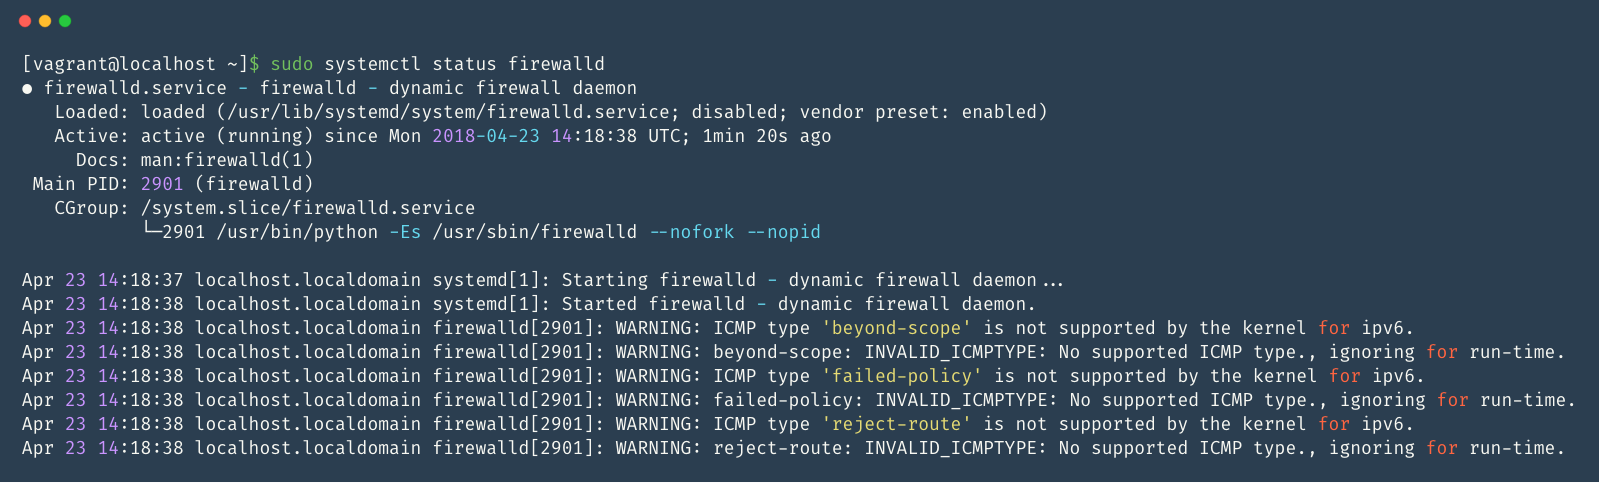 [vagrant@localhost ~]$ sudo systemctl status firewalld
● firewalld.service - firewalld - dynamic firewall daemon
   Loaded: loaded (/usr/lib/systemd/system/firewalld.service; disabled; vendor preset: enabled)
   Active: active (running) since Mon 2018-04-23 14:18:38 UTC; 1min 20s ago
     Docs: man:firewalld(1)
 Main PID: 2901 (firewalld)
   CGroup: /system.slice/firewalld.service
           └─2901 /usr/bin/python -Es /usr/sbin/firewalld --nofork --nopid
Apr 23 14:18:37 localhost.localdomain systemd[1]: Starting firewalld - dynamic firewall daemon...
Apr 23 14:18:38 localhost.localdomain systemd[1]: Started firewalld - dynamic firewall daemon.
Apr 23 14:18:38 localhost.localdomain firewalld[2901]: WARNING: ICMP type 'beyond-scope' is not supported by the kernel for ipv6.
Apr 23 14:18:38 localhost.localdomain firewalld[2901]: WARNING: beyond-scope: INVALID_ICMPTYPE: No supported ICMP type., ignoring for run-time.
Apr 23 14:18:38 localhost.localdomain firewalld[2901]: WARNING: ICMP type 'failed-policy' is not supported by the kernel for ipv6.
Apr 23 14:18:38 localhost.localdomain firewalld[2901]: WARNING: failed-policy: INVALID_ICMPTYPE: No supported ICMP type., ignoring for run-time.
Apr 23 14:18:38 localhost.localdomain firewalld[2901]: WARNING: ICMP type 'reject-route' is not supported by the kernel for ipv6.
Apr 23 14:18:38 localhost.localdomain firewalld[2901]: WARNING: reject-route: INVALID_ICMPTYPE: No supported ICMP type., ignoring for run-time.